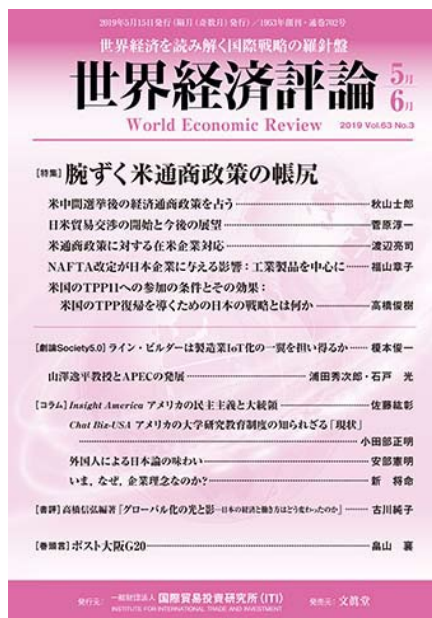 2019年5月15日発行(隔月(奇数月)発行)/1953年創刊・通巻702号
世界経済を読み解く国際戦略の羅針盤
世界経済評論 5月 6月
World Economic Review 2019 Vol.63 No.3
[特集] 腕ずく米通商政策の帳尻
米中間選挙後の経済通商政策を占う 秋山士郎
日米貿易交渉の開始と今後の展望 菅原淳一
米通商政策に対する在米企業対応 渡辺亮司
NAFTA改定が日本企業に与える影響:工業製品を中心に 福山章子
米国のTPP11への参加の条件とその効果:
米国のTPP復帰を導くための日本の戦略とは何か 高橋俊樹
[劇論Society5.0] ライン・ビルダーは製造業IoT化の一翼を担い得るか 榎本俊一
山澤逸平教授とAPECの発展 浦田秀次郎・石戸 光
[コラム] Insight America アメリカの民主主義と大統領 佐藤紘彰
Chat Biz-USA アメリカの大学研究教育制度の知られざる「現状」
小田部正明
外国人による日本論の味わい 安部憲明
いま,なぜ,企業理念なのか? 新 将命
[書評] 高橋信弘編著『グローバル化の光と影―日本の経済と働き方はどう変わったのか』 古川純子
[巻頭言] ポスト大阪G20 畠山 襄
発行元: 一般財団法人 国際貿易投資研究所(ITI) 発売元: 文眞堂
INSTITUTE FOR INTERNATIONAL TRADE AND INVESTMENT